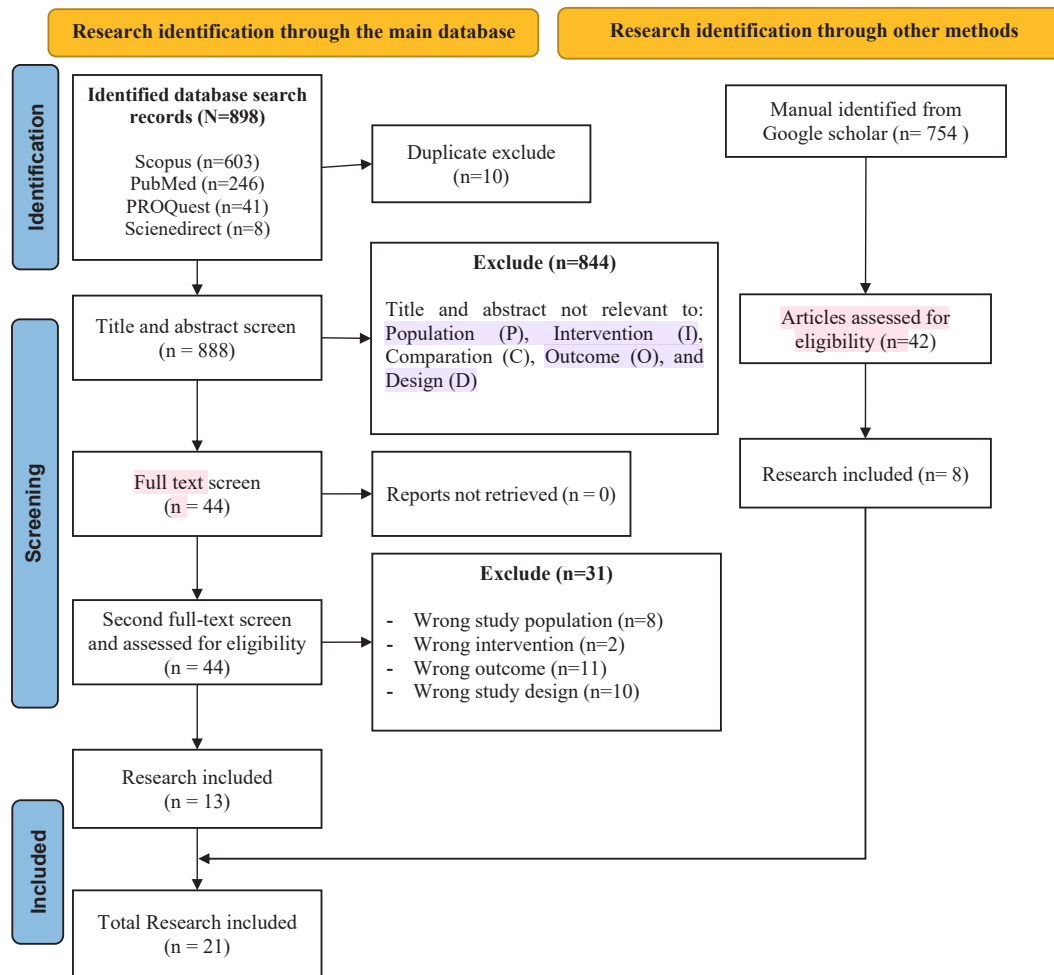 Research identification through the main database
Research identification through other methods
Identification
Identified database search
records (N=898)
Scopus (n=603)
PubMed (n=246)
PROQuest (n=41)
Scienedirect (n=8)
Duplicate exclude
(n=10)
Manual identified from
Google scholar (n= 754 )
Screening
Title and abstract screen
n = 888)
Exclude (n=844)
Title and abstract not relevant to:
Population (P), Intervention (I),
Comparation (C), Outcome (O), and
Design (D)
Articles assessed for
eligibility (n=42)
Full text screen
(n = 44)
Reports not retrieved (n = 0)
Research included (n= 8)
Second full-text screen
and assessed for eligibility
(n = 44)
Exclude (n=31)
- Wrong study population (n=8)
- Wrong intervention (n=2)
- Wrong outcome (n=11)
- Wrong study design (n=10)
Included
Research included
(n = 13)
Total Research included
n = 21)